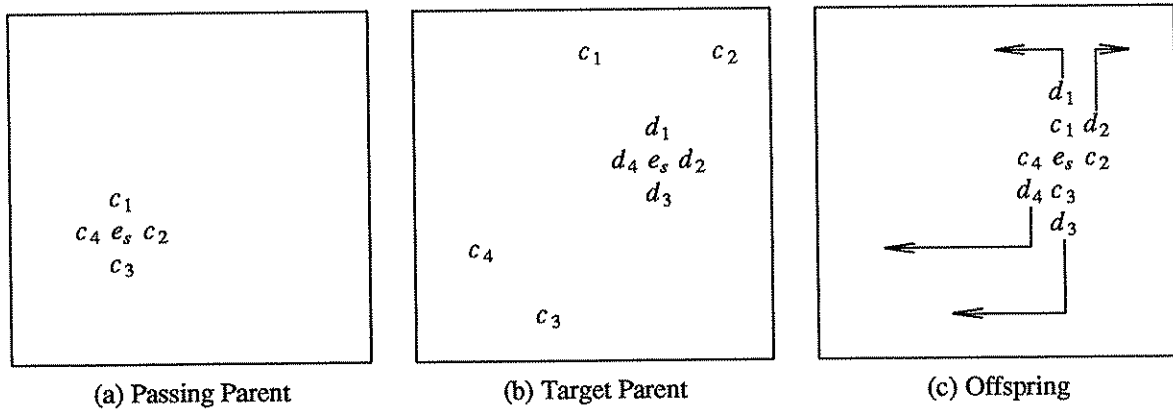 c₁
c₄ eₛ c₂
c₃
(a) Passing Parent
c₁ c₂
d₁
d₄ eₛ d₂
d₃
c₄
c₃
(b) Target Parent
d₁
c₁ d₂
c₄ eₛ c₂
d₄ c₃
d₃
(c) Offspring